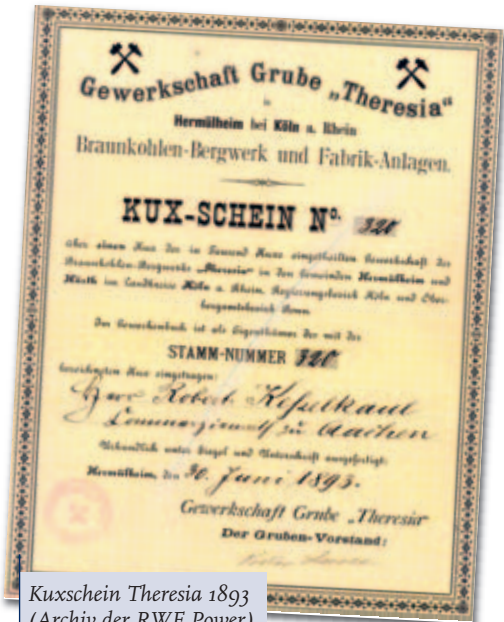 Gewerkschaft Grube „Theresia“
in
Hermülheim bei Köln a. Rhein
Braunkohlen-Bergwerk und Fabrik-Anlagen.
KUX-SCHEIN No. 320
über einen Kux der in Tausend Kuxe eingetheilten Gewerkschaft des
Braunkohlen-Bergwerks „Theresia“ in den Gemeinden Hermülheim und
Hürth im Landkreise Köln a. Rhein, Regierungsbezirk Köln und Ober-
bergamtsbezirk Bonn
Im Gewerkenbuch ist als Eigenthümer der mit der
STAMM-NUMMER 320
bezeichneten Kux eingetragen:
Herr Robert Kesselkaul
Commerzienrath zu Aachen
Urkundlich unter Siegel und Unterschrift ausgefertigt:
Hermülheim, den 30. Juni 1893.
Gewerkschaft Grube „Theresia“
Der Gruben-Vorstand:
Kuxschein Theresia 1893
(Archiv der RWE Power)